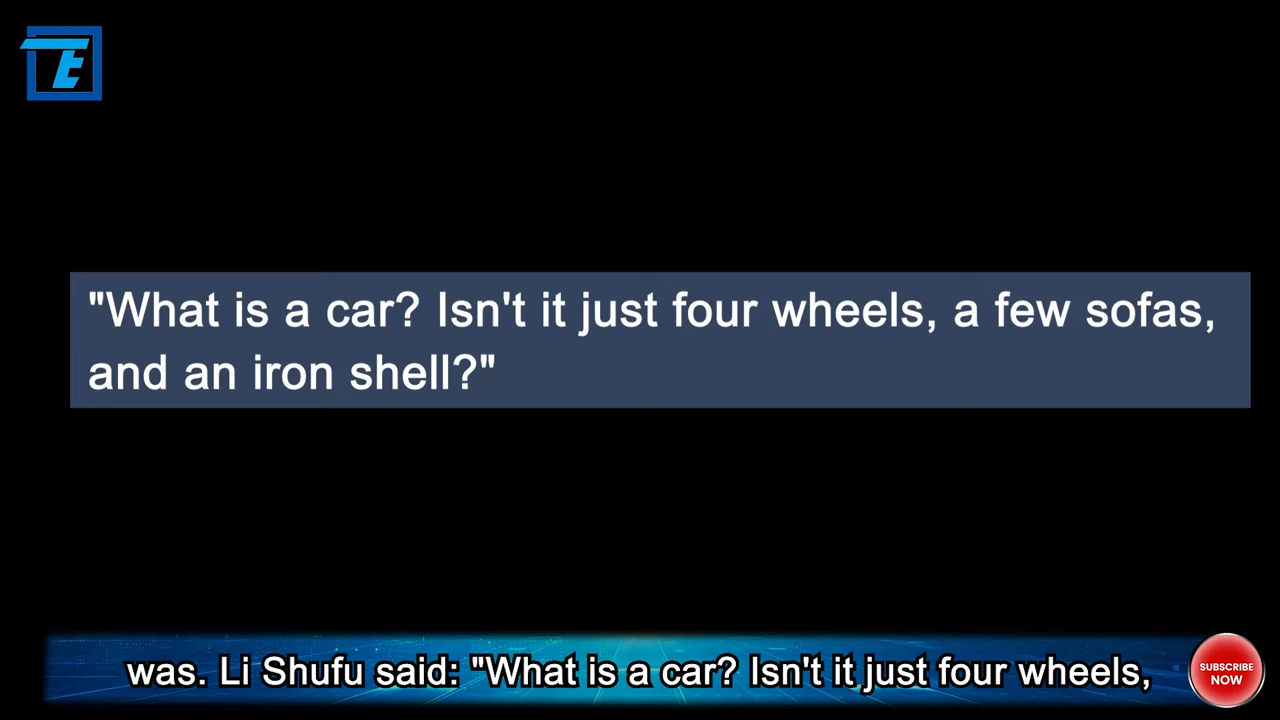 TE
"What is a car? Isn't it just four wheels, a few sofas,
and an iron shell?"
was. Li Shufu said: "What is a car? Isn't it just four wheels,
SUBSCRIBE
NOW